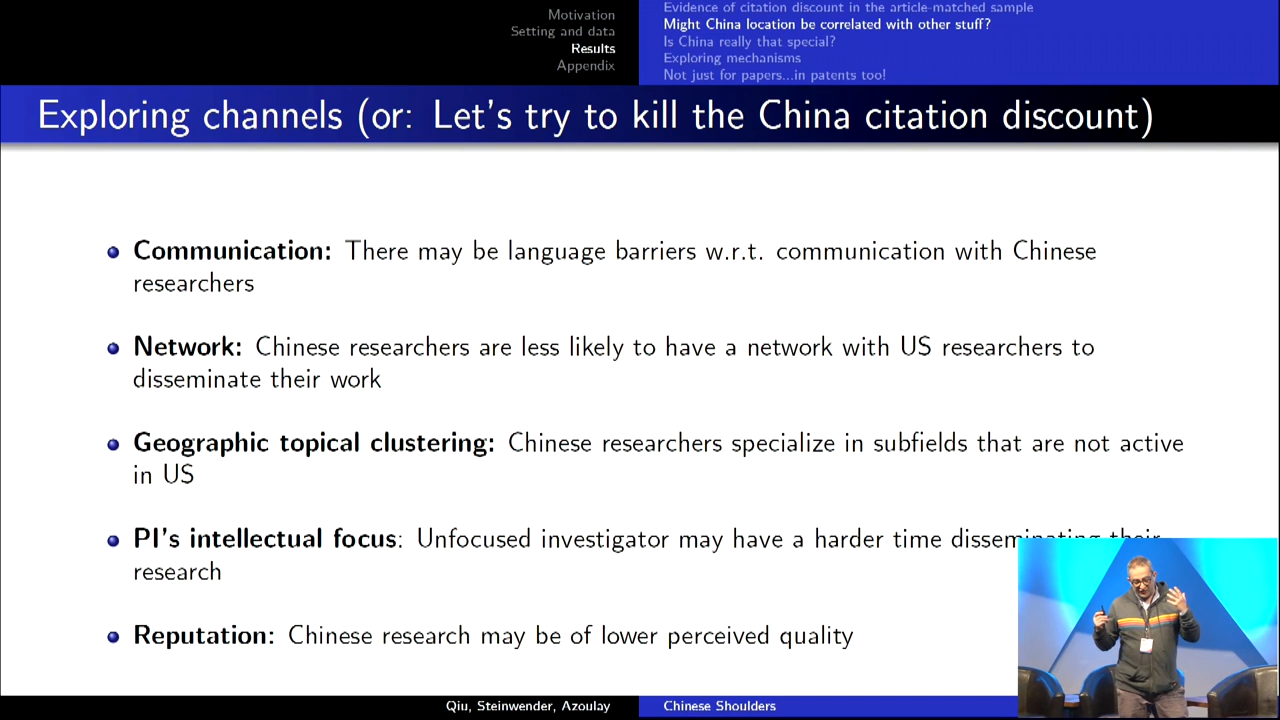 Motivation
Setting and data
Results
Appendix
Evidence of citation discount in the article-matched sample
Might China location be correlated with other stuff?
Is China really that special?
Exploring mechanisms
Not just for papers...in patents too!
Exploring channels (or: Let's try to kill the China citation discount)
Communication: There may be language barriers w.r.t. communication with Chinese
researchers
Network: Chinese researchers are less likely to have a network with US researchers to
disseminate their work
Geographic topical clustering: Chinese researchers specialize in subfields that are not active
in US
PI's intellectual focus: Unfocused investigator may have a harder time disseminating their
research
Reputation: Chinese research may be of lower perceived quality
Qiu, Steinwender, Azoulay
Chinese Shoulders